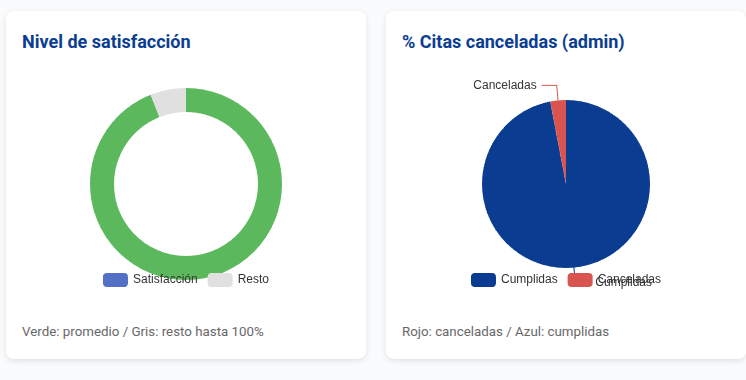 Nivel de satisfacción
% Citas canceladas (admin)
Canceladas
Satisfacción
Resto
Cumplidas
Canceladas
Cumplidas
Verde: promedio / Gris: resto hasta 100%
Rojo: canceladas / Azul: cumplidas